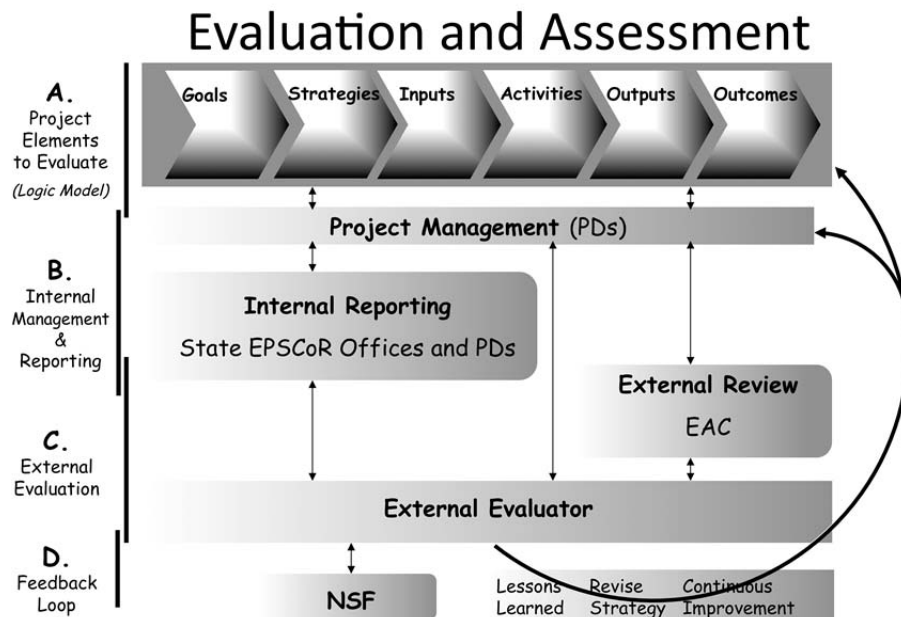 Evaluation and Assessment
A.
Project
Elements
to Evaluate
(Logic Model)
Goals
Strategies
Inputs
Activities
Outputs
Outcomes
Project Management (PDs)
B.
Internal
Management
&
Reporting
Internal Reporting
State EPSCoR Offices and PDs
External Review
EAC
C.
External
Evaluation
External Evaluator
D.
Feedback
Loop
NSF
Lessons Revise Continuous
Learned Strategy Improvement